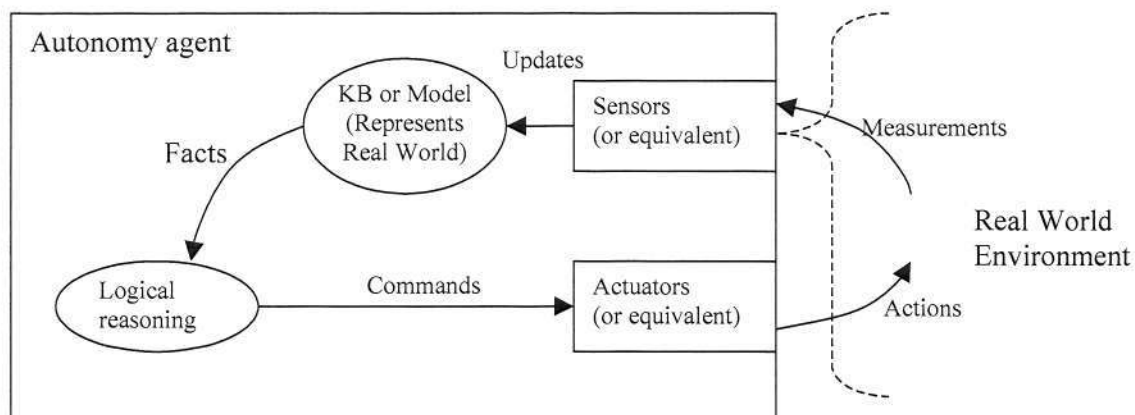 Autonomy agent
Updates
KB or Model
(Represents
Real World)
Sensors
(or equivalent)
Measurements
Facts
Real World
Environment
Logical
reasoning
Commands
Actuators
(or equivalent)
Actions